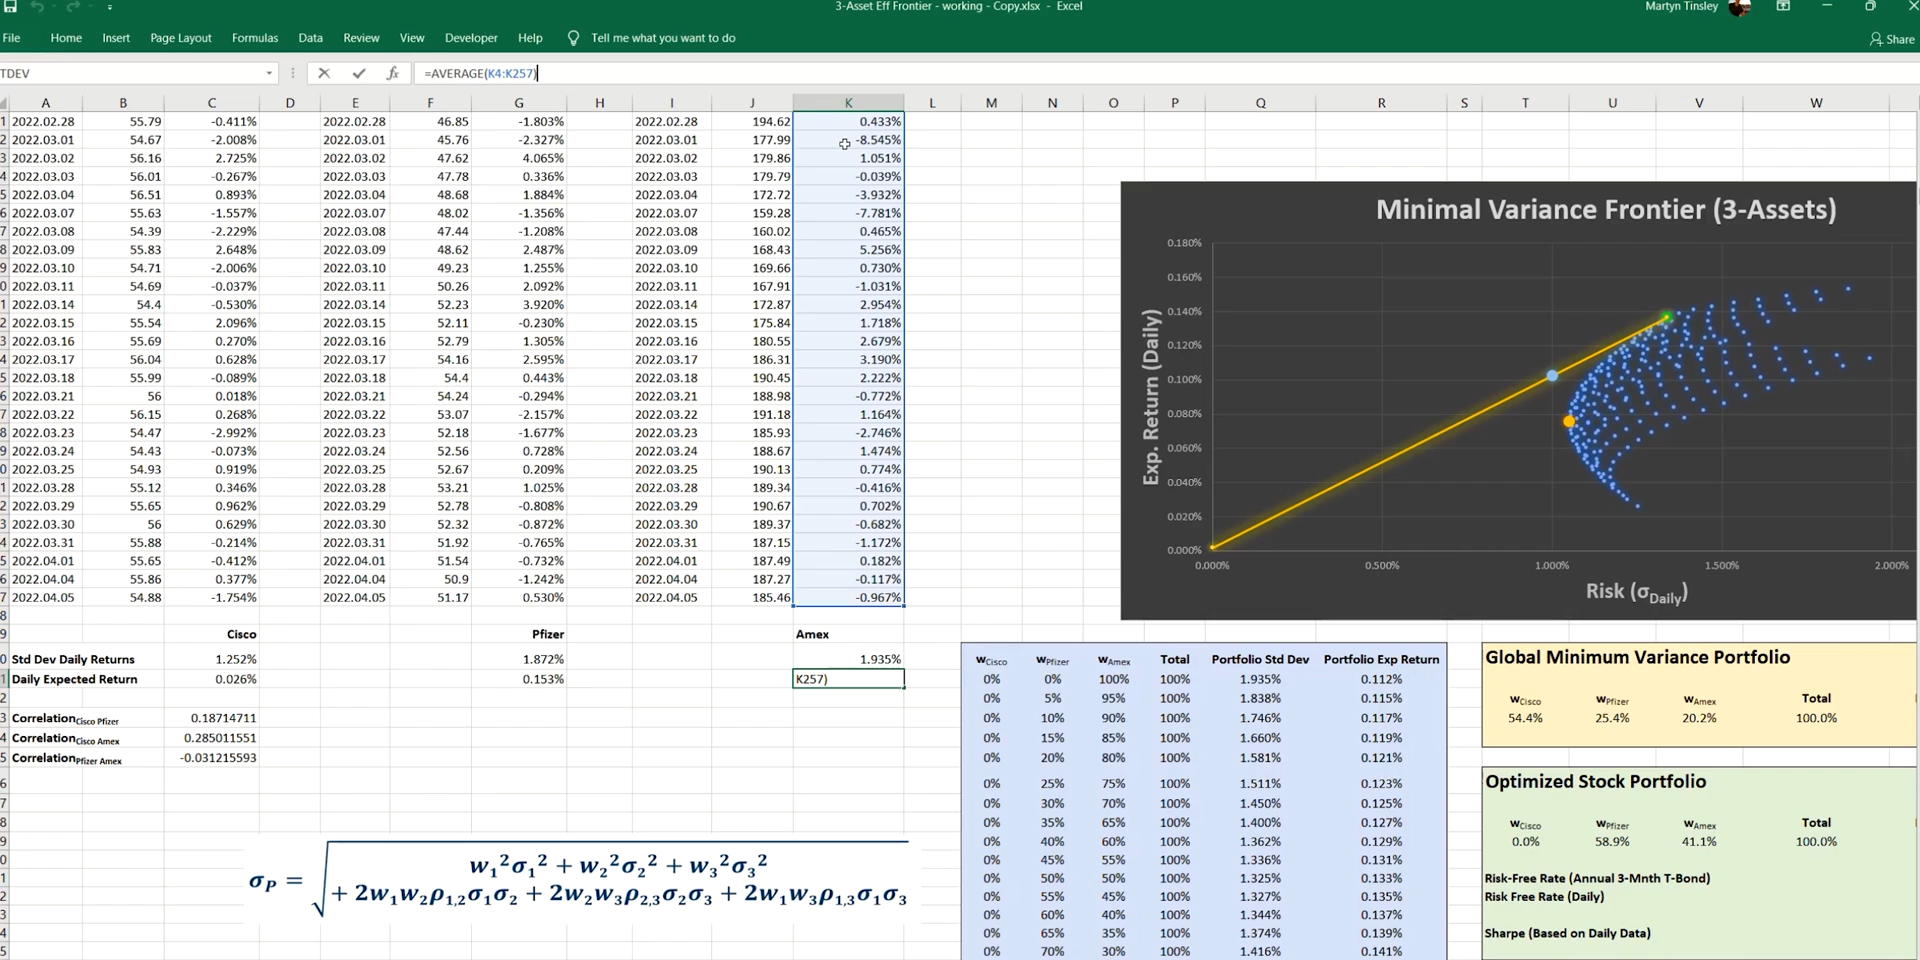 3-Asset Eff Frontier - working - Copy.xlsx - Excel
Martyn Tinsley
File Home Insert Page Layout Formulas Data Review View Developer Help Tell me what you want to do
Share
TDEV fx =AVERAGE(K4:K257)
A B C D E F G H I J K L M N O P Q R S T U V W
1 2022.02.28 55.79 -0.411% 2022.02.28 46.85 -1.803% 2022.02.28 194.62 0.433%
2 2022.03.01 54.67 -2.008% 2022.03.01 45.76 -2.327% 2022.03.01 177.99 -8.545%
3 2022.03.02 56.16 2.725% 2022.03.02 47.62 4.065% 2022.03.02 179.86 1.051%
4 2022.03.03 56.01 -0.267% 2022.03.03 47.78 0.336% 2022.03.03 179.79 -0.039%
5 2022.03.04 56.51 0.893% 2022.03.04 48.68 1.884% 2022.03.04 172.72 -3.932%
6 2022.03.07 55.63 -1.557% 2022.03.07 48.02 -1.356% 2022.03.07 159.28 -7.781%
7 2022.03.08 54.39 -2.229% 2022.03.08 47.44 -1.208% 2022.03.08 160.02 0.465%
8 2022.03.09 55.83 2.648% 2022.03.09 48.62 2.487% 2022.03.09 168.43 5.256%
9 2022.03.10 54.71 -2.006% 2022.03.10 49.23 1.255% 2022.03.10 169.66 0.730%
0 2022.03.11 54.69 -0.037% 2022.03.11 50.26 2.092% 2022.03.11 167.91 -1.031%
1 2022.03.14 54.4 -0.530% 2022.03.14 52.23 3.920% 2022.03.14 172.87 2.954%
2 2022.03.15 55.54 2.096% 2022.03.15 52.11 -0.230% 2022.03.15 175.84 1.718%
3 2022.03.16 55.69 0.270% 2022.03.16 52.79 1.305% 2022.03.16 180.55 2.679%
4 2022.03.17 56.04 0.628% 2022.03.17 54.16 2.595% 2022.03.17 186.31 3.190%
5 2022.03.18 55.99 -0.089% 2022.03.18 54.4 0.443% 2022.03.18 190.45 2.222%
6 2022.03.21 56 0.018% 2022.03.21 54.24 -0.294% 2022.03.21 188.98 -0.772%
7 2022.03.22 56.15 0.268% 2022.03.22 53.07 -2.157% 2022.03.22 191.18 1.164%
8 2022.03.23 54.47 -2.992% 2022.03.23 52.18 -1.677% 2022.03.23 185.93 -2.746%
9 2022.03.24 54.43 -0.073% 2022.03.24 52.56 0.728% 2022.03.24 188.67 1.474%
0 2022.03.25 54.93 0.919% 2022.03.25 52.67 0.209% 2022.03.25 190.13 0.774%
1 2022.03.28 55.12 0.346% 2022.03.28 53.21 1.025% 2022.03.28 189.34 -0.416%
2 2022.03.29 55.65 0.962% 2022.03.29 52.78 -0.808% 2022.03.29 190.67 0.702%
3 2022.03.30 56 0.629% 2022.03.30 52.32 -0.872% 2022.03.30 189.37 -0.682%
4 2022.03.31 55.88 -0.214% 2022.03.31 51.92 -0.765% 2022.03.31 187.15 -1.172%
5 2022.04.01 55.65 -0.412% 2022.04.01 51.54 -0.732% 2022.04.01 187.49 0.182%
6 2022.04.04 55.86 0.377% 2022.04.04 50.9 -1.242% 2022.04.04 187.27 -0.117%
7 2022.04.05 54.88 -1.754% 2022.04.05 51.17 0.530% 2022.04.05 185.46 -0.967%
8
9 Cisco Pfizer Amex
0 Std Dev Daily Returns 1.252% 1.872% 1.935%
1 Daily Expected Return 0.026% 0.153% K257)
2
3 Correlation Cisco Pfizer 0.18714711
4 Correlation Cisco Amex 0.285011551
5 Correlation Pfizer Amex -0.031215593
6
7
8
9
0
1
2
3
4
5
σP = √ w₁²σ₁² + w₂²σ₂² + w₃²σ₃²
+ 2w₁w₂ρ₁,₂σ₁σ₂ + 2w₂w₃ρ₂,₃σ₂σ₃ + 2w₁w₃ρ₁,₃σ₁σ₃
Minimal Variance Frontier (3-Assets)
Exp. Return (Daily)
0.180%
0.160%
0.140%
0.120%
0.100%
0.080%
0.060%
0.040%
0.020%
0.000%
0.000% 0.500% 1.000% 1.500% 2.000%
Risk (σDaily)
wCisco wPfizer wAmex Total Portfolio Std Dev Portfolio Exp Return
0% 0% 100% 100% 1.935% 0.112%
0% 5% 95% 100% 1.838% 0.115%
0% 10% 90% 100% 1.746% 0.117%
0% 15% 85% 100% 1.660% 0.119%
0% 20% 80% 100% 1.581% 0.121%
0% 25% 75% 100% 1.511% 0.123%
0% 30% 70% 100% 1.450% 0.125%
0% 35% 65% 100% 1.400% 0.127%
0% 40% 60% 100% 1.362% 0.129%
0% 45% 55% 100% 1.336% 0.131%
0% 50% 50% 100% 1.325% 0.133%
0% 55% 45% 100% 1.327% 0.135%
0% 60% 40% 100% 1.344% 0.137%
0% 65% 35% 100% 1.374% 0.139%
0% 70% 30% 100% 1.416% 0.141%
Global Minimum Variance Portfolio
wCisco wPfizer wAmex Total
54.4% 25.4% 20.2% 100.0%
Optimized Stock Portfolio
wCisco wPfizer wAmex Total
0.0% 58.9% 41.1% 100.0%
Risk-Free Rate (Annual 3-Mnth T-Bond)
Risk Free Rate (Daily)
Sharpe (Based on Daily Data)